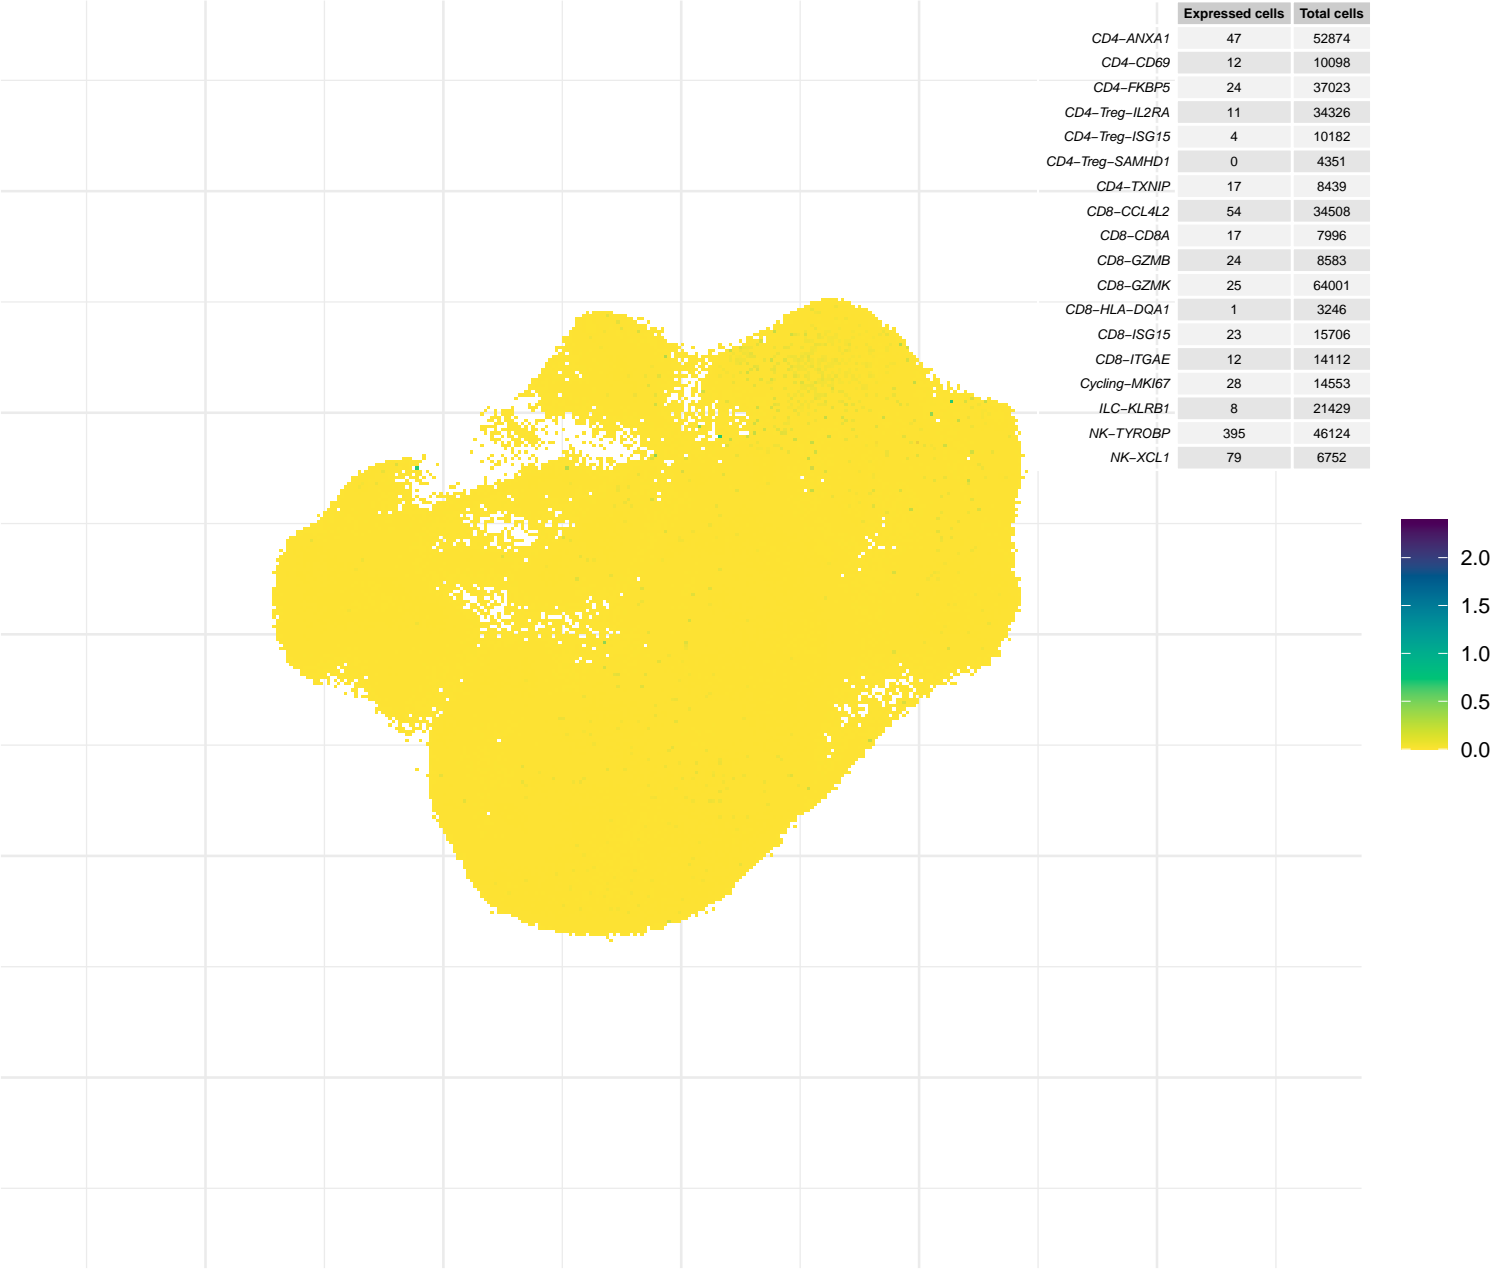 Expressed cells Total cells
CD4−ANXA1 47 52874
CD4−CD69 12 10098
CD4−FKBP5 24 37023
CD4−Treg−IL2RA 11 34326
CD4−Treg−ISG15 4 10182
CD4−Treg−SAMHD1 0 4351
CD4−TXNIP 17 8439
CD8−CCL4L2 54 34508
CD8−CD8A 17 7996
CD8−GZMB 24 8583
CD8−GZMK 25 64001
CD8−HLA−DQA1 1 3246
CD8−ISG15 23 15706
CD8−ITGAE 12 14112
Cycling−MKI67 28 14553
ILC−KLRB1 8 21429
NK−TYROBP 395 46124
NK−XCL1 79 6752
2.0
1.5
1.0
0.5
0.0